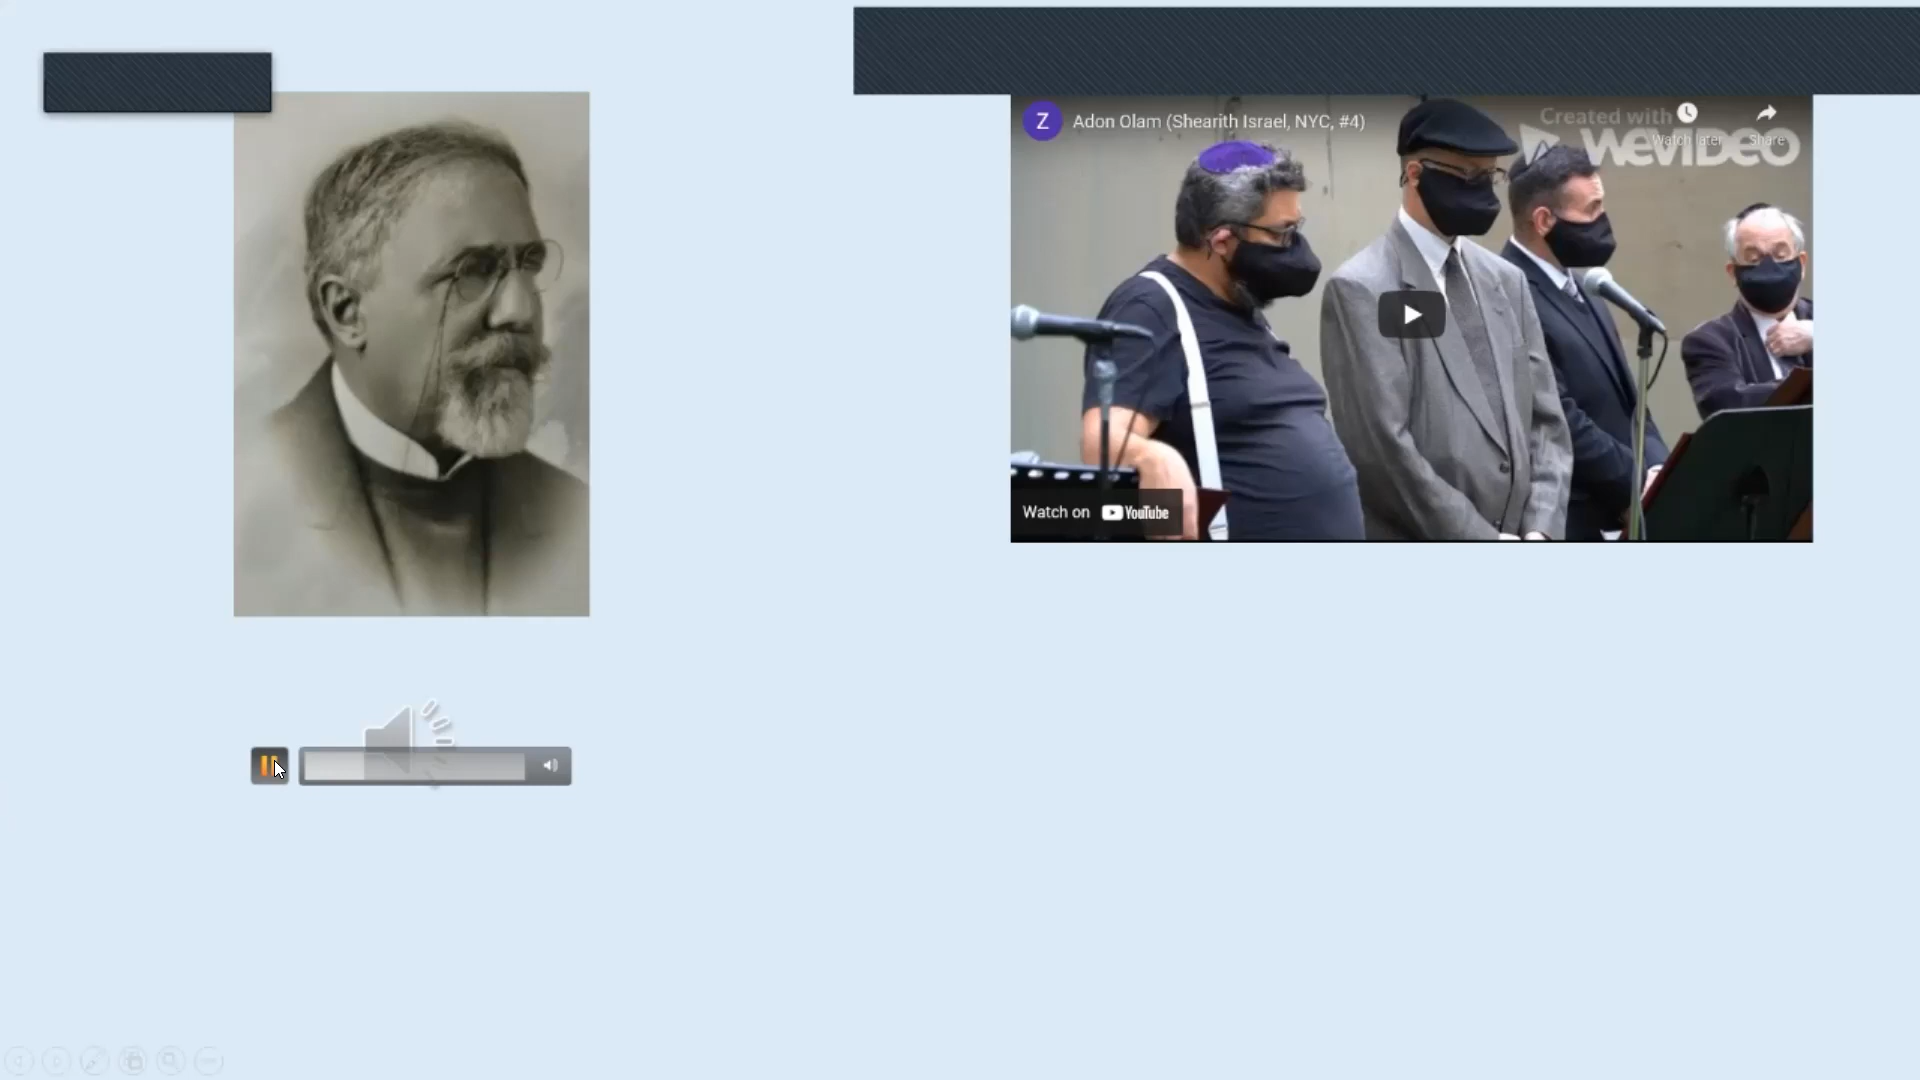 Z
Adon Olam (Shearith Israel, NYC, #4)
Created with
WEVIDEO
Watch later
Share
Watch on YouTube